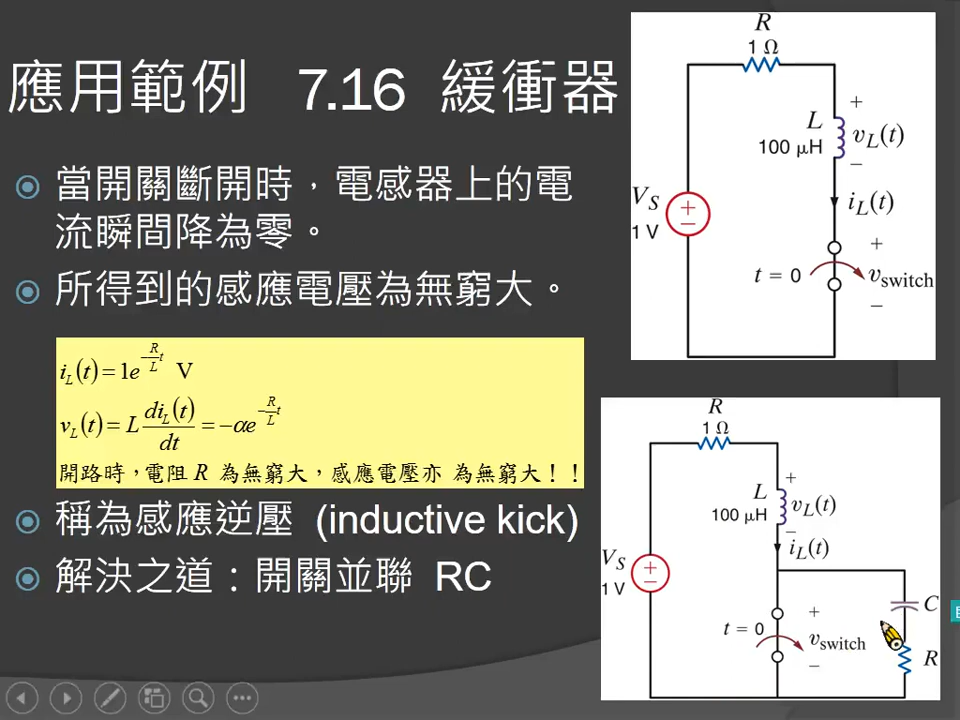 應用範例 7.16 緩衝器
當開關斷開時，電感器上的電
流瞬間降為零。
所得到的感應電壓為無窮大。
i_L(t) = 1e^{-\frac{R}{L}t} V
v_L(t) = L \frac{di_L(t)}{dt} = -αe^{-\frac{R}{L}t}
開路時，電阻 R 為無窮大，感應電壓亦 為無窮大！！
稱為感應逆壓 (inductive kick)
解決之道：開關並聯 RC
R
1 Ω
+
L
v_L(t)
100 μH
−
V_S
i_L(t)
+
−
1 V
+
t = 0
v_switch
−
R
1 Ω
+
L
v_L(t)
100 μH
−
i_L(t)
V_S
+
−
1 V
C
+
t = 0
v_switch
−
R